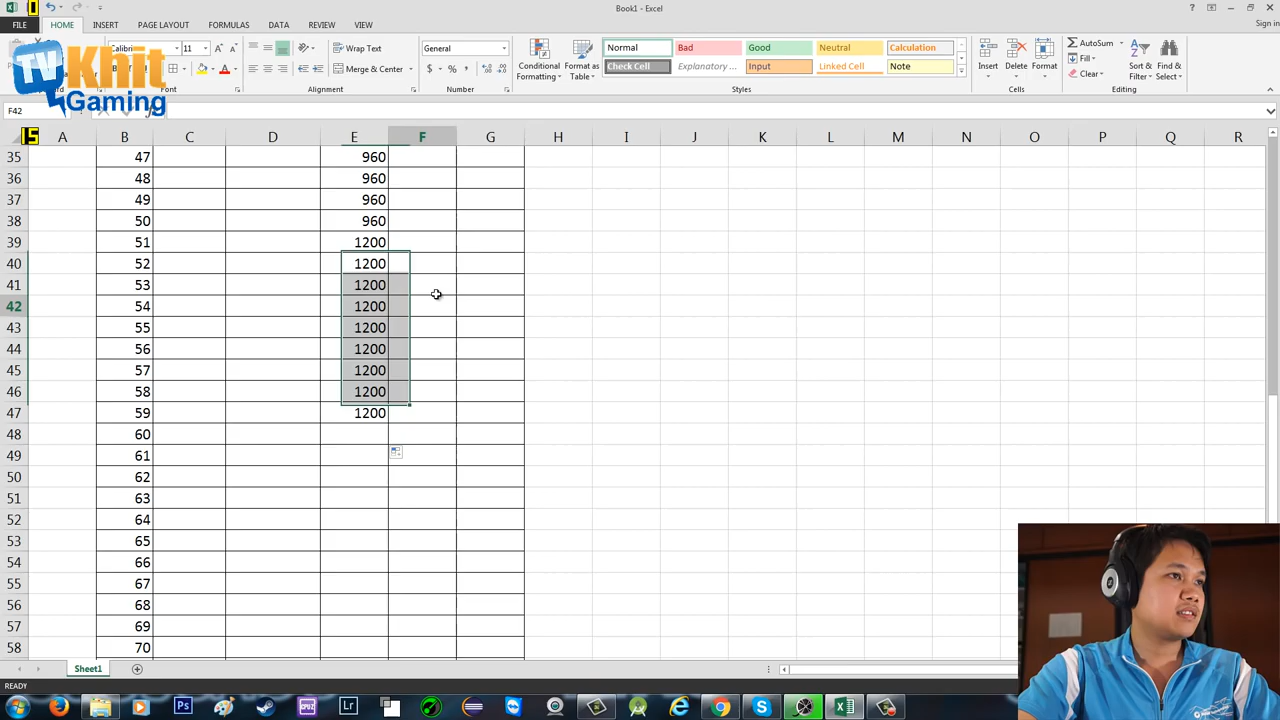 Book1 - Excel
Sign in
FILE HOME INSERT PAGE LAYOUT FORMULAS DATA REVIEW VIEW
TV Khit Gaming
Calibri 11 Wrap Text General Normal Bad Good Neutral Calculation AutoSum
Merge & Center $ % , Check Cell Explanatory ... Input Linked Cell Note Fill
Clear
Conditional Formatting Format as Table Insert Delete Format Sort & Filter Find & Select
Font Alignment Number Styles Cells Editing
F42
A B C D E F G H I J K L M N O P Q R
35 47 960
36 48 960
37 49 960
38 50 960
39 51 1200
40 52 1200
41 53 1200
42 54 1200
43 55 1200
44 56 1200
45 57 1200
46 58 1200
47 59 1200
48 60
49 61
50 62
51 63
52 64
53 65
54 66
55 67
56 68
57 69
58 70
Sheet1
READY